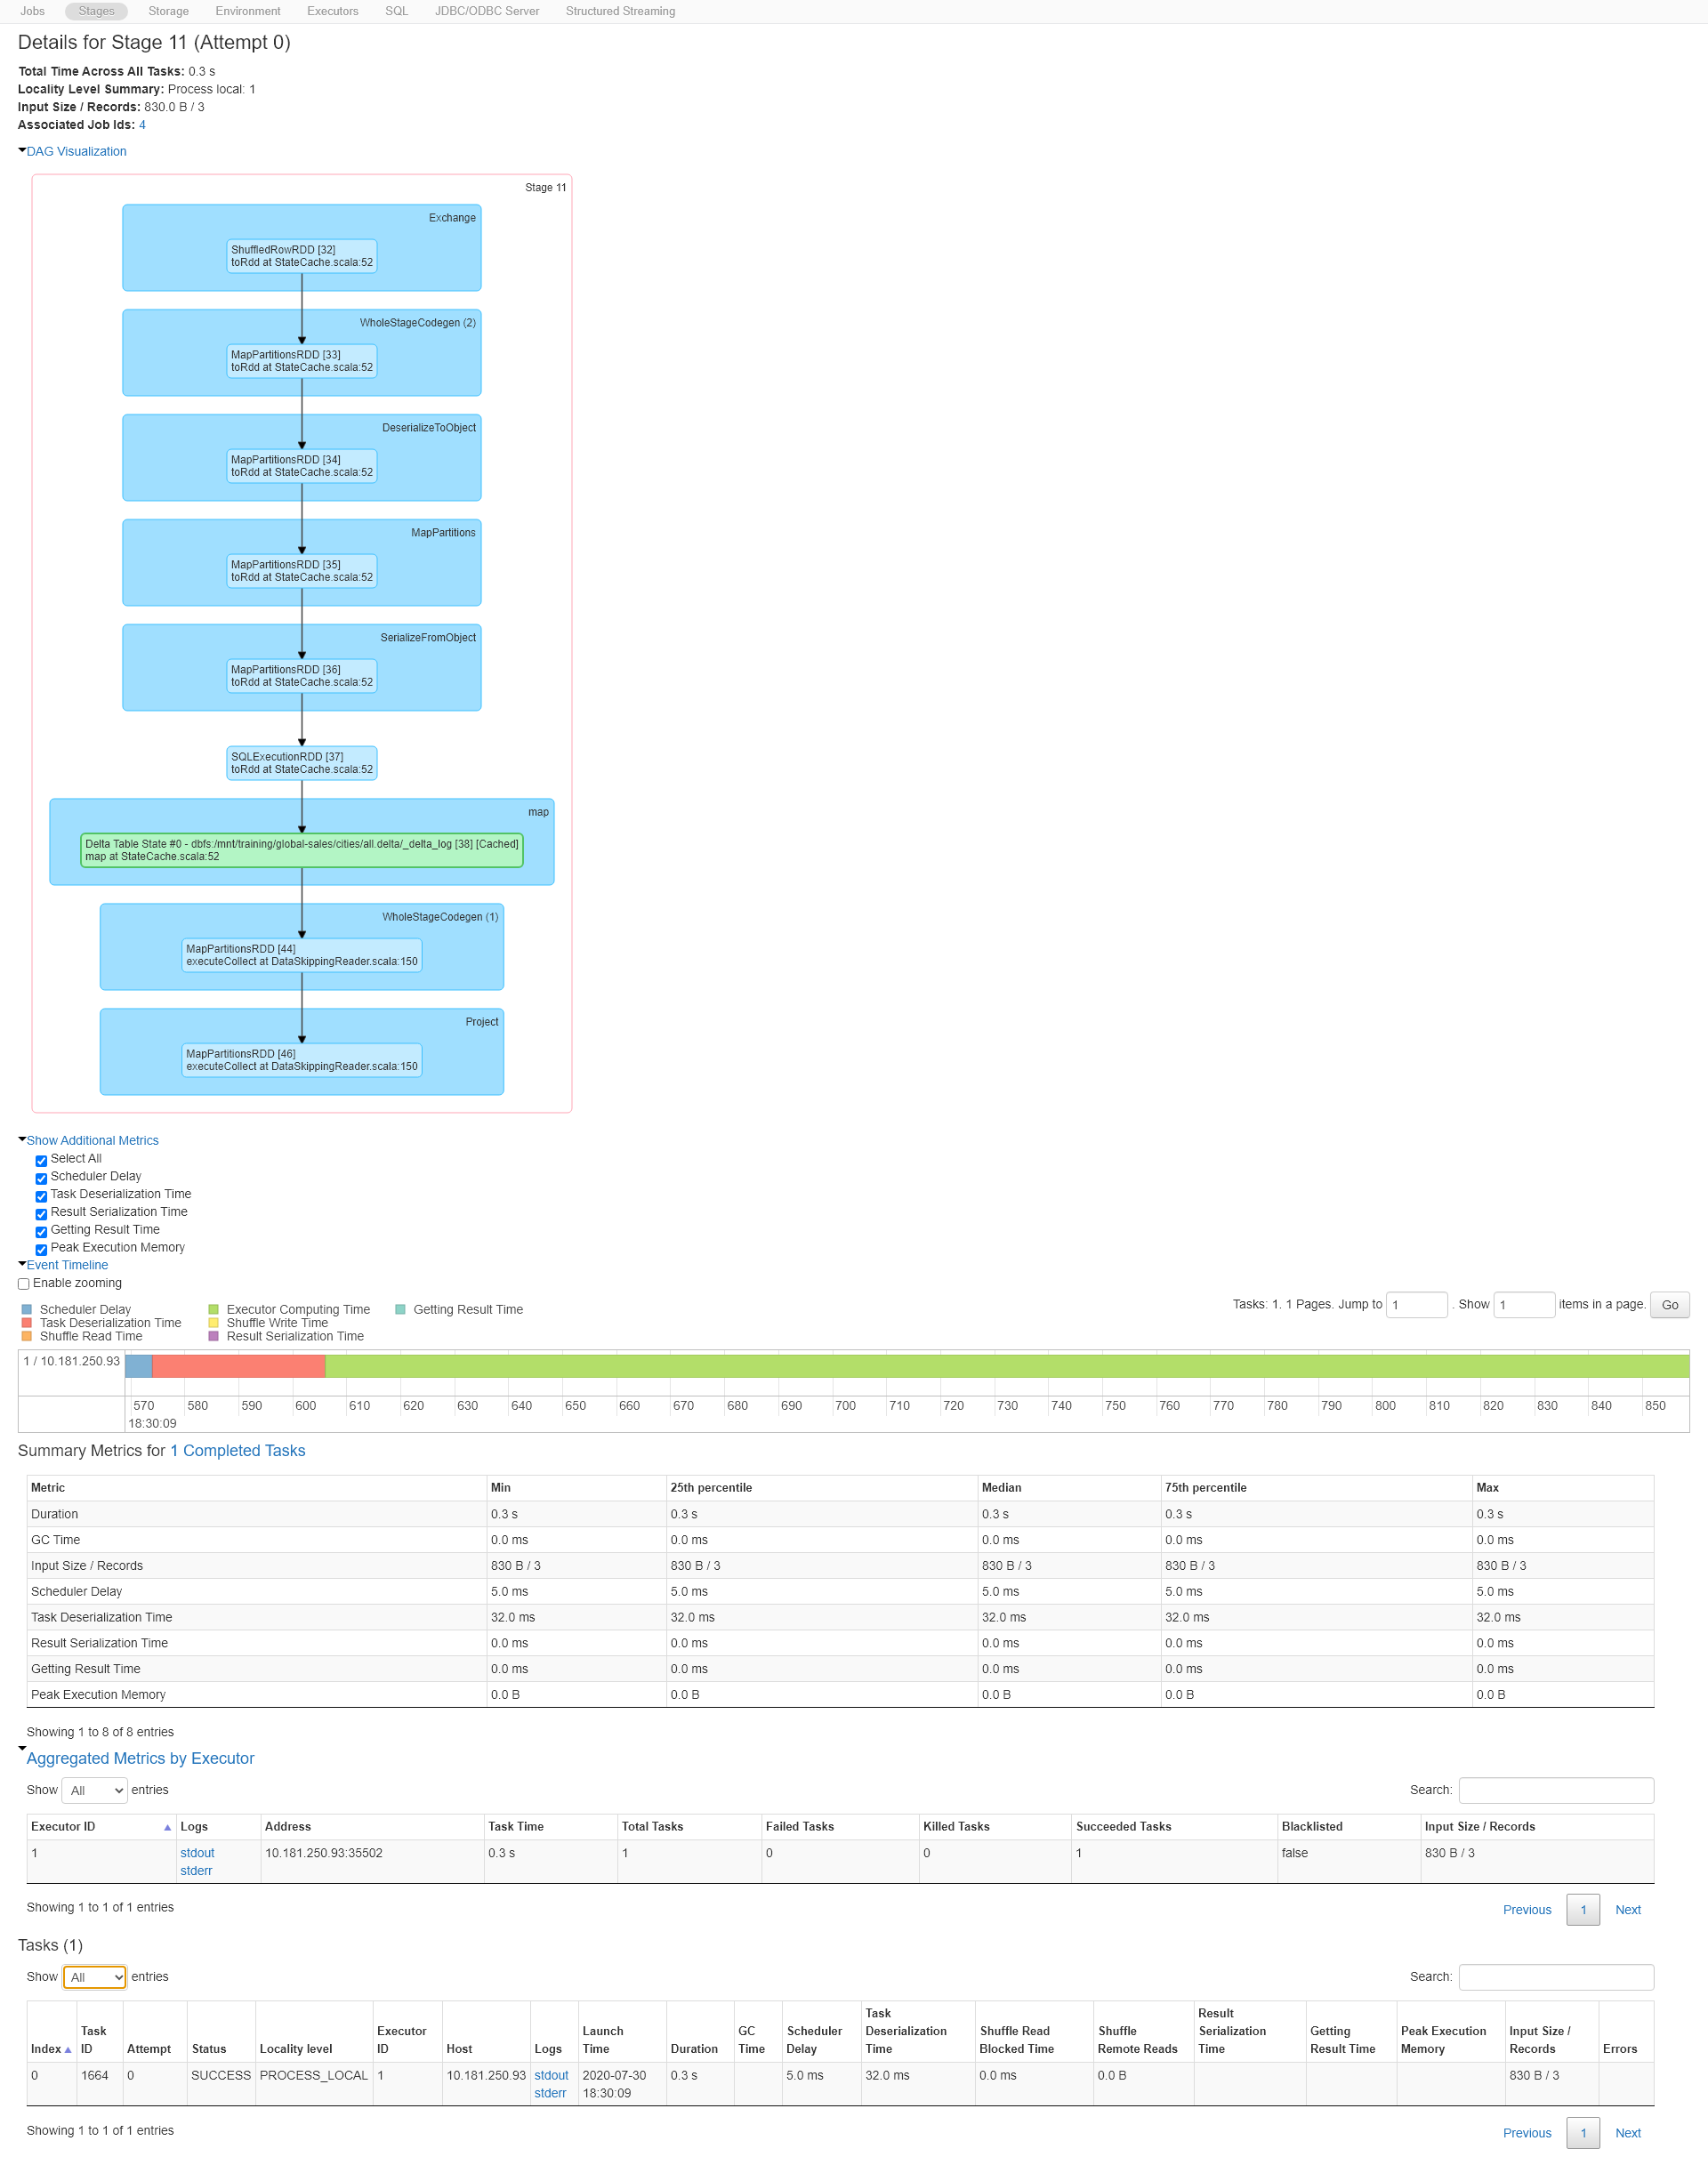 Jobs Stages Storage Environment Executors SQL JDBC/ODBC Server Structured Streaming
Details for Stage 11 (Attempt 0)
Total Time Across All Tasks: 0.3 s
Locality Level Summary: Process local: 1
Input Size / Records: 830.0 B / 3
Associated Job Ids: 4
DAG Visualization
Stage 11
Exchange
ShuffledRowRDD [32]
toRdd at StateCache.scala:52
WholeStageCodegen (2)
MapPartitionsRDD [33]
toRdd at StateCache.scala:52
DeserializeToObject
MapPartitionsRDD [34]
toRdd at StateCache.scala:52
MapPartitions
MapPartitionsRDD [35]
toRdd at StateCache.scala:52
SerializeFromObject
MapPartitionsRDD [36]
toRdd at StateCache.scala:52
SQLExecutionRDD [37]
toRdd at StateCache.scala:52
map
Delta Table State #0 - dbfs:/mnt/training/global-sales/cities/all.delta/_delta_log [38] [Cached]
map at StateCache.scala:52
WholeStageCodegen (1)
MapPartitionsRDD [44]
executeCollect at DataSkippingReader.scala:150
Project
MapPartitionsRDD [46]
executeCollect at DataSkippingReader.scala:150
Show Additional Metrics
Select All
Scheduler Delay
Task Deserialization Time
Result Serialization Time
Getting Result Time
Peak Execution Memory
Event Timeline
Enable zooming
Scheduler Delay Executor Computing Time Getting Result Time
Task Deserialization Time Shuffle Write Time
Shuffle Read Time Result Serialization Time
Tasks: 1. 1 Pages. Jump to 1 . Show 1 items in a page. Go
1 / 10.181.250.93
570 580 590 600 610 620 630 640 650 660 670 680 690 700 710 720 730 740 750 760 770 780 790 800 810 820 830 840 850
18:30:09
Summary Metrics for 1 Completed Tasks
Metric Min 25th percentile Median 75th percentile Max
Duration 0.3 s 0.3 s 0.3 s 0.3 s 0.3 s
GC Time 0.0 ms 0.0 ms 0.0 ms 0.0 ms 0.0 ms
Input Size / Records 830 B / 3 830 B / 3 830 B / 3 830 B / 3 830 B / 3
Scheduler Delay 5.0 ms 5.0 ms 5.0 ms 5.0 ms 5.0 ms
Task Deserialization Time 32.0 ms 32.0 ms 32.0 ms 32.0 ms 32.0 ms
Result Serialization Time 0.0 ms 0.0 ms 0.0 ms 0.0 ms 0.0 ms
Getting Result Time 0.0 ms 0.0 ms 0.0 ms 0.0 ms 0.0 ms
Peak Execution Memory 0.0 B 0.0 B 0.0 B 0.0 B 0.0 B
Showing 1 to 8 of 8 entries
Aggregated Metrics by Executor
Show All entries Search:
Executor ID Logs Address Task Time Total Tasks Failed Tasks Killed Tasks Succeeded Tasks Blacklisted Input Size / Records
1 stdout 10.181.250.93:35502 0.3 s 1 0 0 1 false 830 B / 3
stderr
Showing 1 to 1 of 1 entries Previous 1 Next
Tasks (1)
Show All entries Search:
Index Task ID Attempt Status Locality level Executor ID Host Logs Launch Time Duration GC Time Scheduler Delay Task Deserialization Time Shuffle Read Blocked Time Shuffle Remote Reads Result Serialization Time Getting Result Time Peak Execution Memory Input Size / Records Errors
0 1664 0 SUCCESS PROCESS_LOCAL 1 10.181.250.93 stdout 2020-07-30 0.3 s 5.0 ms 32.0 ms 0.0 ms 0.0 B 830 B / 3
stderr 18:30:09
Showing 1 to 1 of 1 entries Previous 1 Next